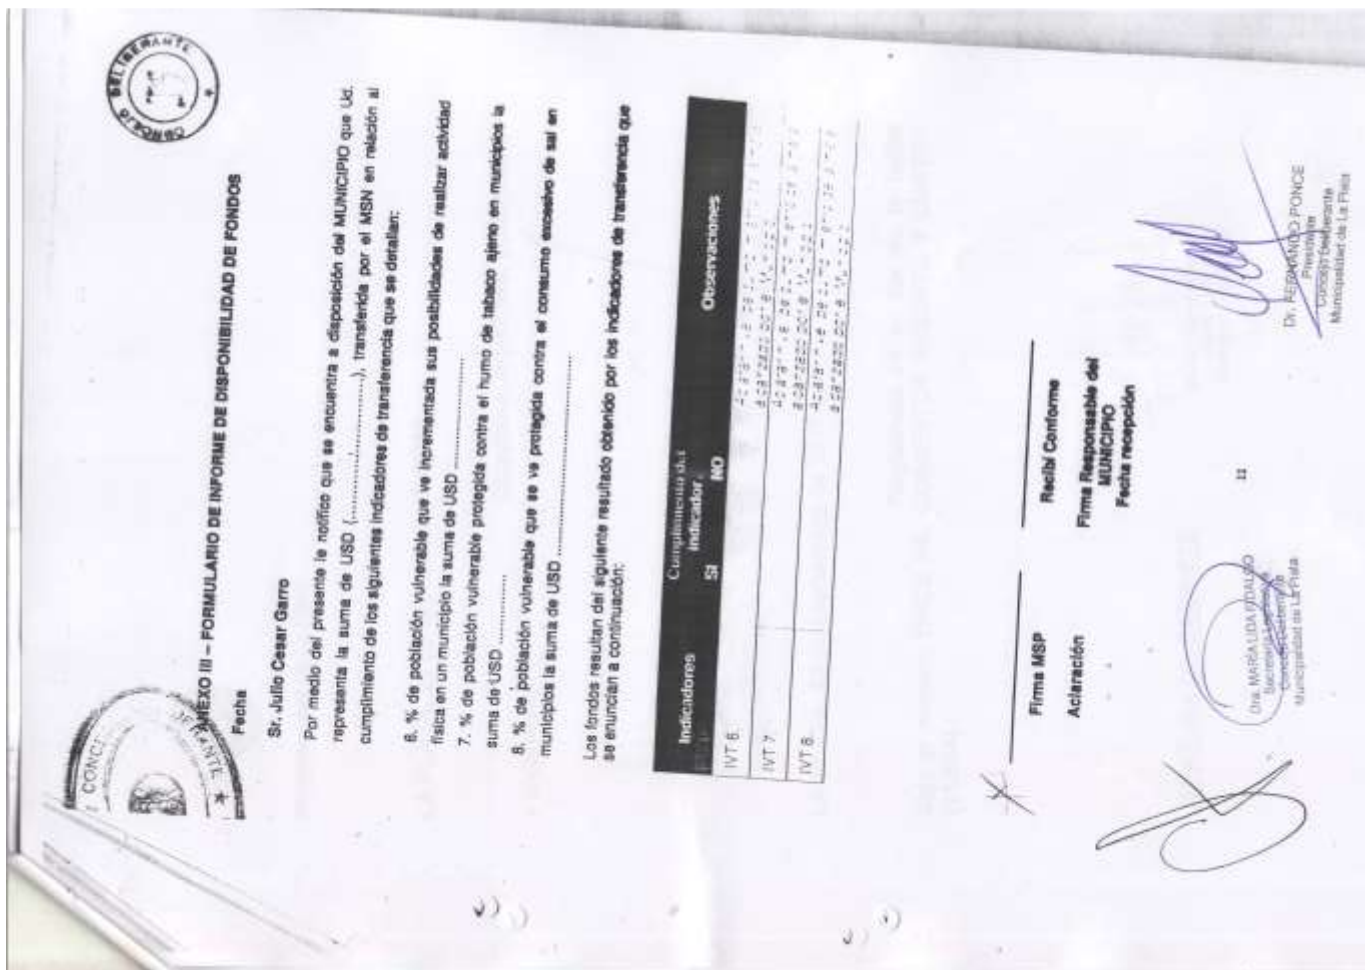 CONCEJO DELIBERANTE
ANEXO III – FORMULARIO DE INFORME DE DISPONIBILIDAD DE FONDOS
Fecha
Sr. Julio Cesar Garro
Por medio del presente le notifico que se encuentra a disposición del MUNICIPIO que Ud.
representa la suma de USD (........................), transferida por el MSN en relación al
cumplimiento de los siguientes indicadores de transferencia que se detallan:
6. % de población vulnerable que ve incrementada sus posibilidades de realizar actividad
física en un municipio la suma de USD ........................
7. % de población vulnerable protegida contra el humo de tabaco ajeno en municipios la
suma de USD ................
8. % de población vulnerable que se ve protegida contra el consumo excesivo de sal en
municipios la suma de USD ................................
Los fondos resultan del siguiente resultado obtenido por los indicadores de transferencia que
se enuncian a continuación:
Indicadores Cumplimiento del indicador Observaciones
SI NO
IVT 6
IVT 7
IVT 8
Firma MSP
Aclaración
Recibí Conforme
Firma Responsable del
MUNICIPIO
Fecha recepción
11
Dra. MARÍA LIDA FIDALGO
Concejo Deliberante
Municipalidad de La Plata
Dr. FERNANDO PONCE
Presidente
Concejo Deliberante
Municipalidad de La Plata